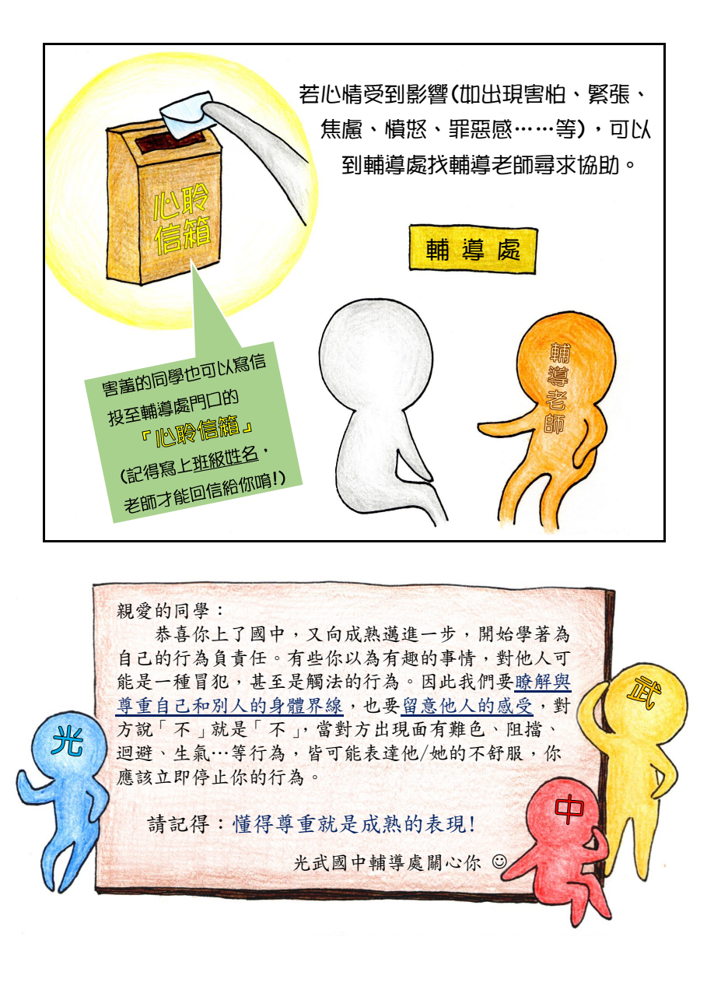 若心情受到影響(如出現害怕、緊張、
焦慮、憤怒、罪惡感……等)，可以
到輔導處找輔導老師尋求協助。
心聆
信箱
輔導處
輔導老師
害羞的同學也可以寫信
投至輔導處門口的
「心聆信箱」
(記得寫上班級姓名，
老師才能回信給你唷!)
親愛的同學：
恭喜你上了國中，又向成熟邁進一步，開始學著為
自己的行為負責任。有些你以為有趣的事情，對他人可
能是一種冒犯，甚至是觸法的行為。因此我們要瞭解與
尊重自己和別人的身體界線，也要留意他人的感受，對
方說「不」就是「不」，當對方出現面有難色、阻擋、
迴避、生氣…等行為，皆可能表達他/她的不舒服，你
應該立即停止你的行為。
請記得：懂得尊重就是成熟的表現!
光武國中輔導處關心你 ☺
光
武
中